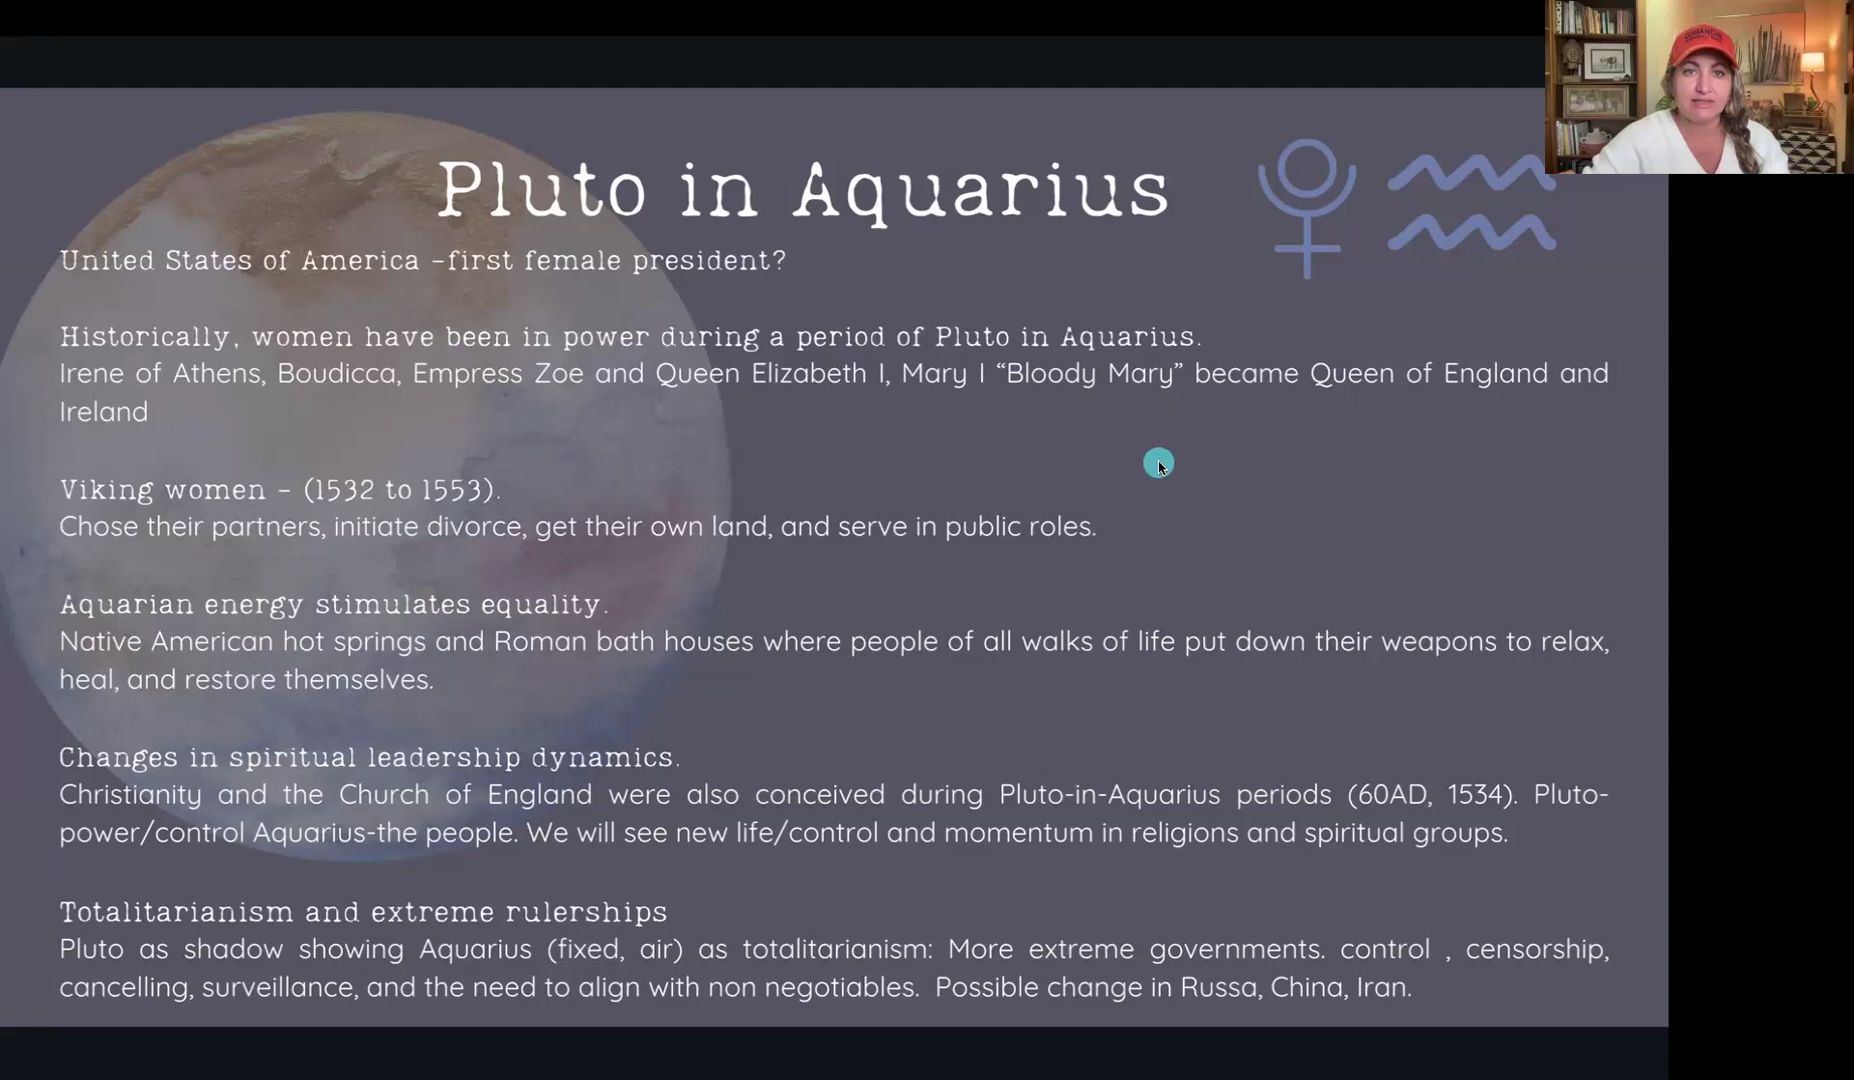 Pluto in Aquarius
United States of America -first female president?
Historically, women have been in power during a period of Pluto in Aquarius.
Irene of Athens, Boudicca, Empress Zoe and Queen Elizabeth I, Mary I “Bloody Mary” became Queen of England and
Ireland
Viking women - (1532 to 1553).
Chose their partners, initiate divorce, get their own land, and serve in public roles.
Aquarian energy stimulates equality.
Native American hot springs and Roman bath houses where people of all walks of life put down their weapons to relax,
heal, and restore themselves.
Changes in spiritual leadership dynamics.
Christianity and the Church of England were also conceived during Pluto-in-Aquarius periods (60AD, 1534). Pluto-
power/control Aquarius-the people. We will see new life/control and momentum in religions and spiritual groups.
Totalitarianism and extreme rulerships
Pluto as shadow showing Aquarius (fixed, air) as totalitarianism: More extreme governments. control , censorship,
cancelling, surveillance, and the need to align with non negotiables. Possible change in Russa, China, Iran.